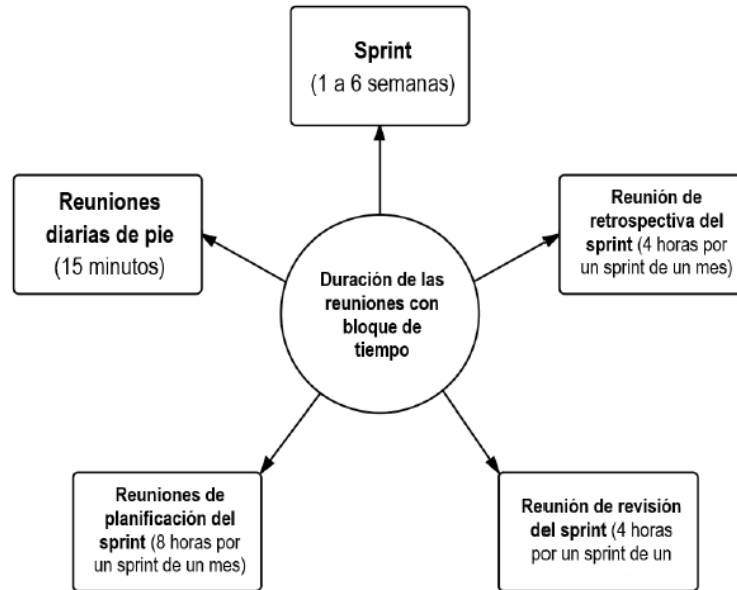 Sprint
(1 a 6 semanas)
Reuniones
diarias de pie
(15 minutos)
Reunión de
retrospectiva del
sprint (4 horas por
un sprint de un mes)
Duración de las
reuniones con
bloque de
tiempo
Reuniones de
planificación del
sprint (8 horas por
un sprint de un mes)
Reunión de revisión
del sprint (4 horas
por un sprint de un